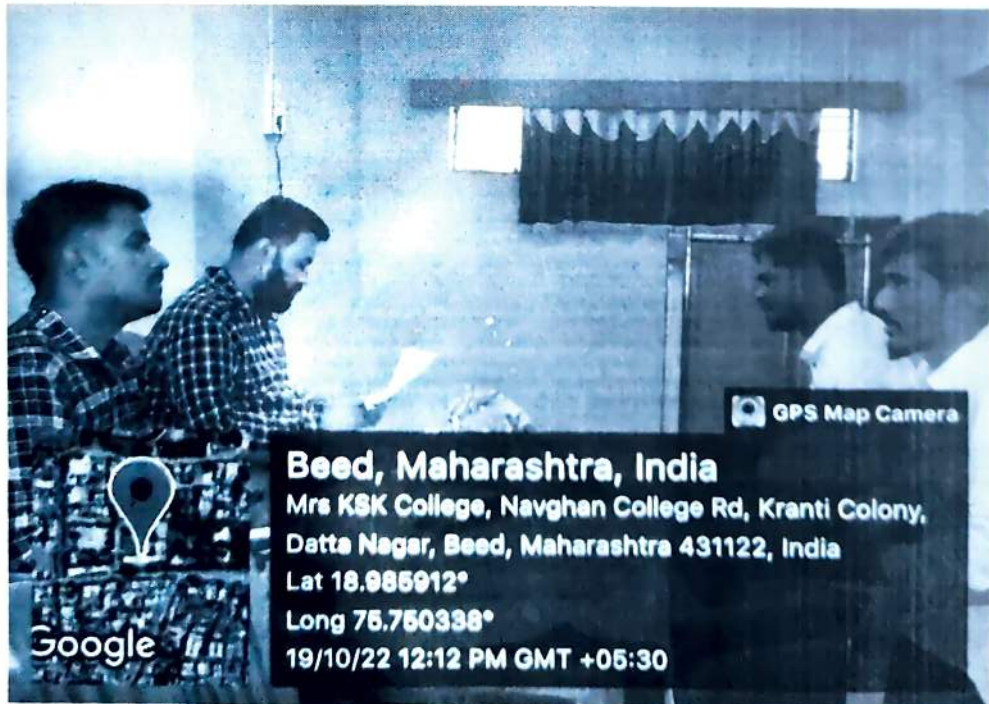 GPS Map Camera
Beed, Maharashtra, India
Mrs KSK College, Navghan College Rd, Kranti Colony,
Datta Nagar, Beed, Maharashtra 431122, India
Lat 18.985912°
Long 75.750338°
19/10/22 12:12 PM GMT +05:30
Google